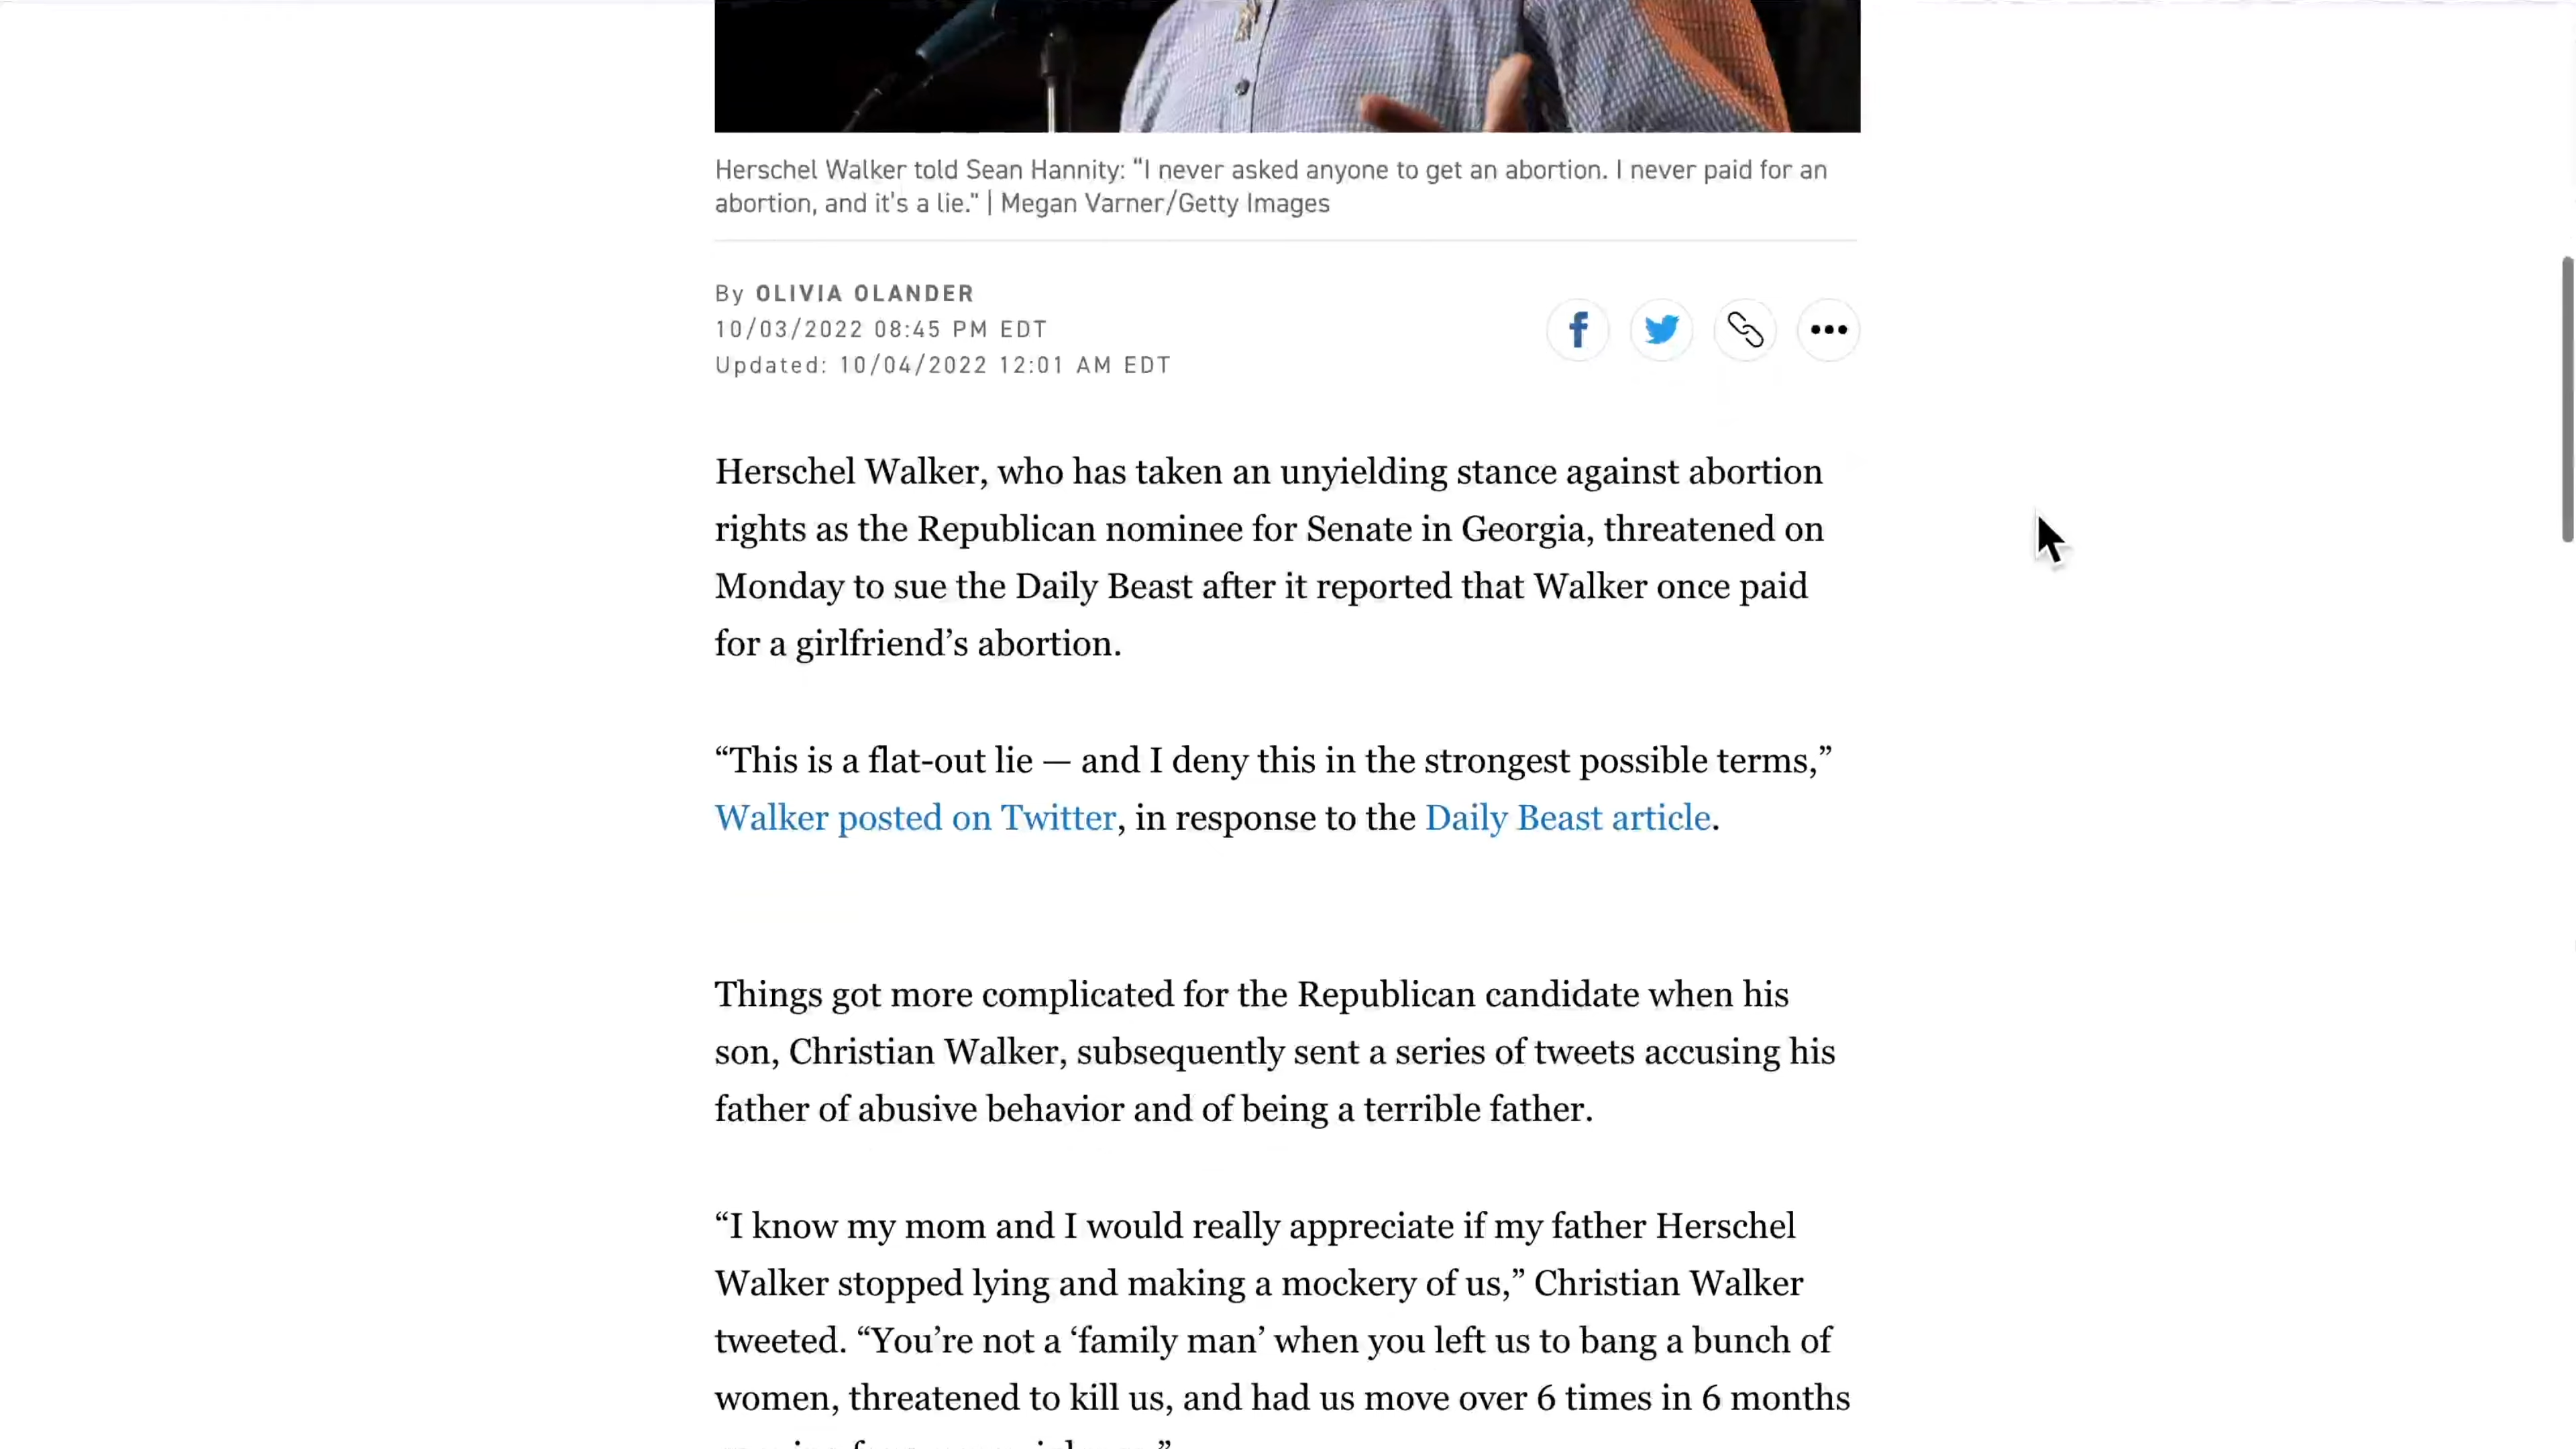 Herschel Walker told Sean Hannity: “I never asked anyone to get an abortion. I never paid for an
abortion, and it's a lie." | Megan Varner/Getty Images
By OLIVIA OLANDER
10/03/2022 08:45 PM EDT
Updated: 10/04/2022 12:01 AM EDT
Herschel Walker, who has taken an unyielding stance against abortion
rights as the Republican nominee for Senate in Georgia, threatened on
Monday to sue the Daily Beast after it reported that Walker once paid
for a girlfriend’s abortion.
“This is a flat-out lie — and I deny this in the strongest possible terms,”
Walker posted on Twitter, in response to the Daily Beast article.
Things got more complicated for the Republican candidate when his
son, Christian Walker, subsequently sent a series of tweets accusing his
father of abusive behavior and of being a terrible father.
“I know my mom and I would really appreciate if my father Herschel
Walker stopped lying and making a mockery of us,” Christian Walker
tweeted. “You’re not a ‘family man’ when you left us to bang a bunch of
women, threatened to kill us, and had us move over 6 times in 6 months